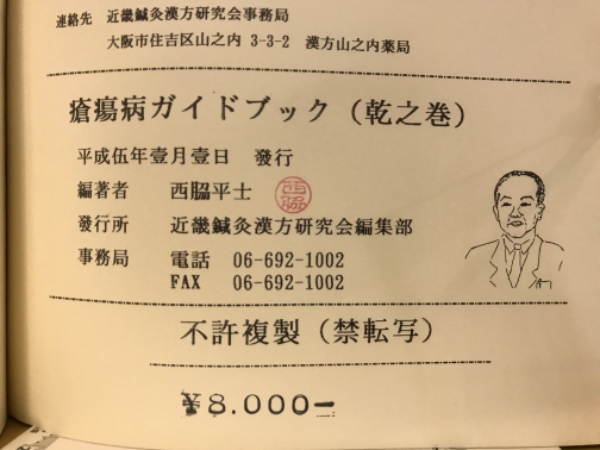 連絡先 近畿鍼灸漢方研究会事務局
大阪市住吉区山之内 3-3-2 漢方山之内薬局
瘡瘍病ガイドブック(乾之巻)
平成伍年壹月壹日 發行
編著者 西脇平士
西脇
發行所 近畿鍼灸漢方研究会編集部
事務局 電話 06-692-1002
FAX 06-692-1002
不許複製(禁転写)
¥8.000−